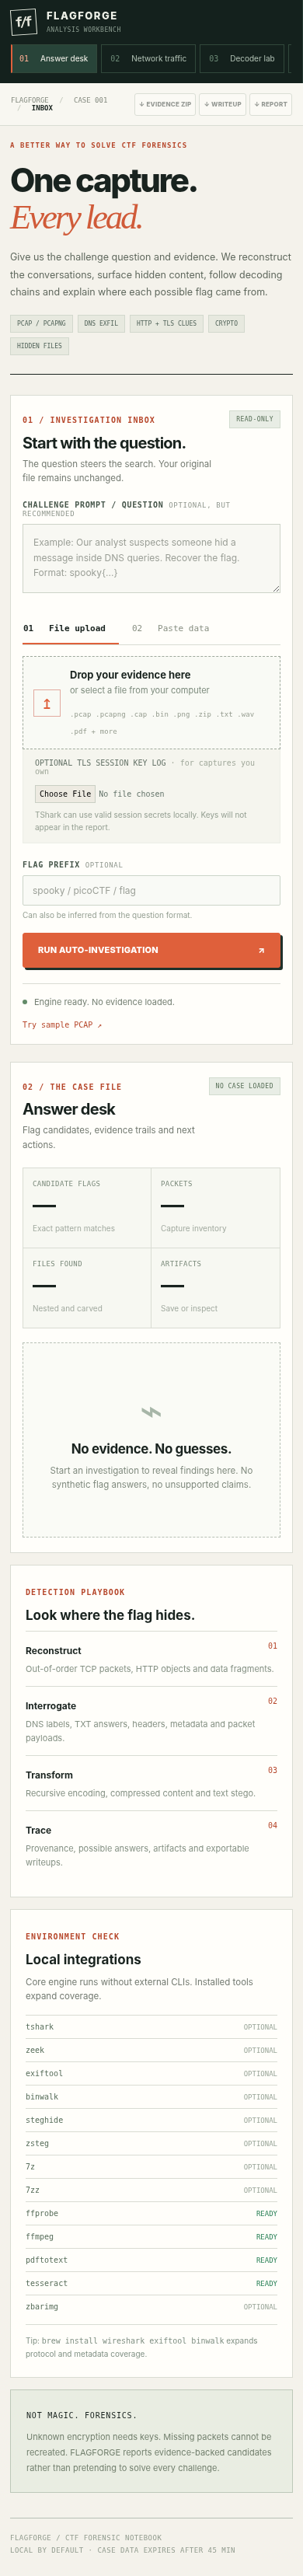 f/f
FLAGFORGE
ANALYSIS WORKBENCH
01 Answer desk
02 Network traffic
03 Decoder lab
FLAGFORGE / CASE 001
/ INBOX
↓ EVIDENCE ZIP
↓ WRITEUP
↓ REPORT
A BETTER WAY TO SOLVE CTF FORENSICS
One capture.
Every lead.
Give us the challenge question and evidence. We reconstruct
the conversations, surface hidden content, follow decoding
chains and explain where each possible flag came from.
PCAP / PCAPNG
DNS EXFIL
HTTP + TLS CLUES
CRYPTO
HIDDEN FILES
01 / INVESTIGATION INBOX
READ-ONLY
Start with the question.
The question steers the search. Your original
file remains unchanged.
CHALLENGE PROMPT / QUESTION OPTIONAL, BUT
RECOMMENDED
Example: Our analyst suspects someone hid a
message inside DNS queries. Recover the flag.
Format: spooky{...}
01 File upload
02 Paste data
↥
Drop your evidence here
or select a file from your computer
.pcap .pcapng .cap .bin .png .zip .txt .wav
.pdf + more
OPTIONAL TLS SESSION KEY LOG · for captures you
own
Choose File No file chosen
TShark can use valid session secrets locally. Keys will not
appear in the report.
FLAG PREFIX OPTIONAL
spooky / picoCTF / flag
Can also be inferred from the question format.
RUN AUTO-INVESTIGATION ↗
Engine ready. No evidence loaded.
Try sample PCAP ↗
02 / THE CASE FILE
NO CASE LOADED
Answer desk
Flag candidates, evidence trails and next
actions.
CANDIDATE FLAGS
—
Exact pattern matches
PACKETS
—
Capture inventory
FILES FOUND
—
Nested and carved
ARTIFACTS
—
Save or inspect
No evidence. No guesses.
Start an investigation to reveal findings here. No
synthetic flag answers, no unsupported claims.
DETECTION PLAYBOOK
Look where the flag hides.
Reconstruct 01
Out-of-order TCP packets, HTTP objects and data fragments.
Interrogate 02
DNS labels, TXT answers, headers, metadata and packet
payloads.
Transform 03
Recursive encoding, compressed content and text stego.
Trace 04
Provenance, possible answers, artifacts and exportable
writeups.
ENVIRONMENT CHECK
Local integrations
Core engine runs without external CLIs. Installed tools
expand coverage.
tshark OPTIONAL
zeek OPTIONAL
exiftool OPTIONAL
binwalk OPTIONAL
steghide OPTIONAL
zsteg OPTIONAL
7z OPTIONAL
7zz OPTIONAL
ffprobe READY
ffmpeg READY
pdftotext READY
tesseract READY
zbarimg OPTIONAL
Tip: brew install wireshark exiftool binwalk expands
protocol and metadata coverage.
NOT MAGIC. FORENSICS.
Unknown encryption needs keys. Missing packets cannot be
recreated. FLAGFORGE reports evidence-backed candidates
rather than pretending to solve every challenge.
FLAGFORGE / CTF FORENSIC NOTEBOOK
LOCAL BY DEFAULT · CASE DATA EXPIRES AFTER 45 MIN